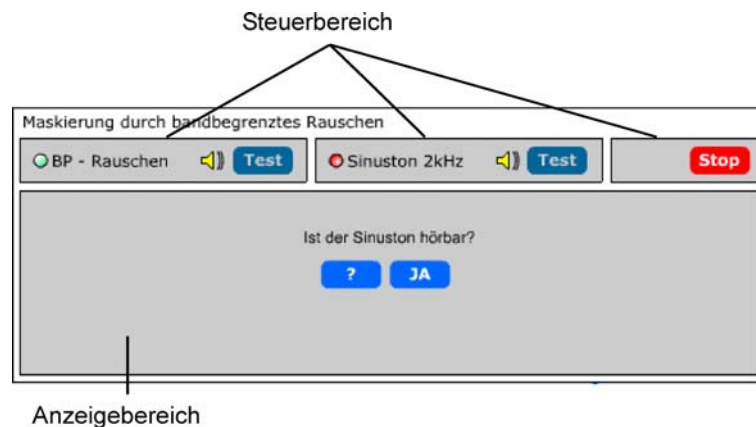 Steuerbereich
Maskierung durch bandbegrenztes Rauschen
BP - Rauschen Test Sinuston 2kHz Test Stop
Ist der Sinuston hörbar?
? JA
Anzeigebereich